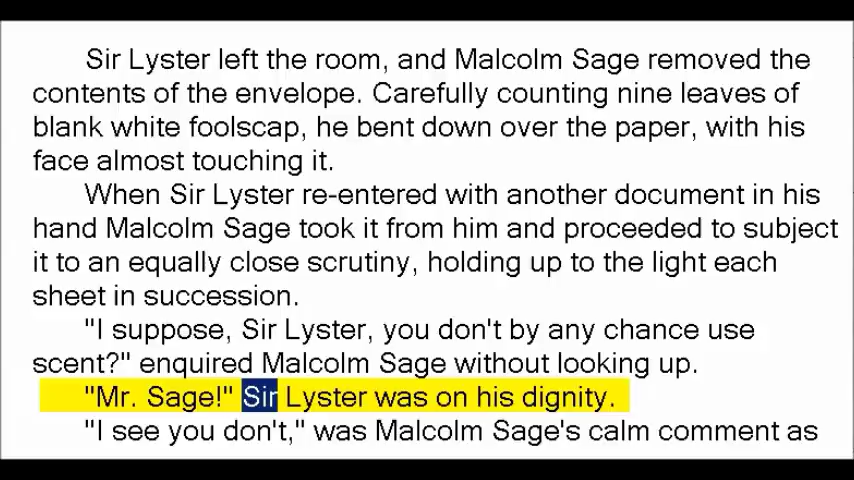 Sir Lyster left the room, and Malcolm Sage removed the
contents of the envelope. Carefully counting nine leaves of
blank white foolscap, he bent down over the paper, with his
face almost touching it.
When Sir Lyster re-entered with another document in his
hand Malcolm Sage took it from him and proceeded to subject
it to an equally close scrutiny, holding up to the light each
sheet in succession.
"I suppose, Sir Lyster, you don't by any chance use
scent?" enquired Malcolm Sage without looking up.
"Mr. Sage!" Sir Lyster was on his dignity.
"I see you don't," was Malcolm Sage's calm comment as